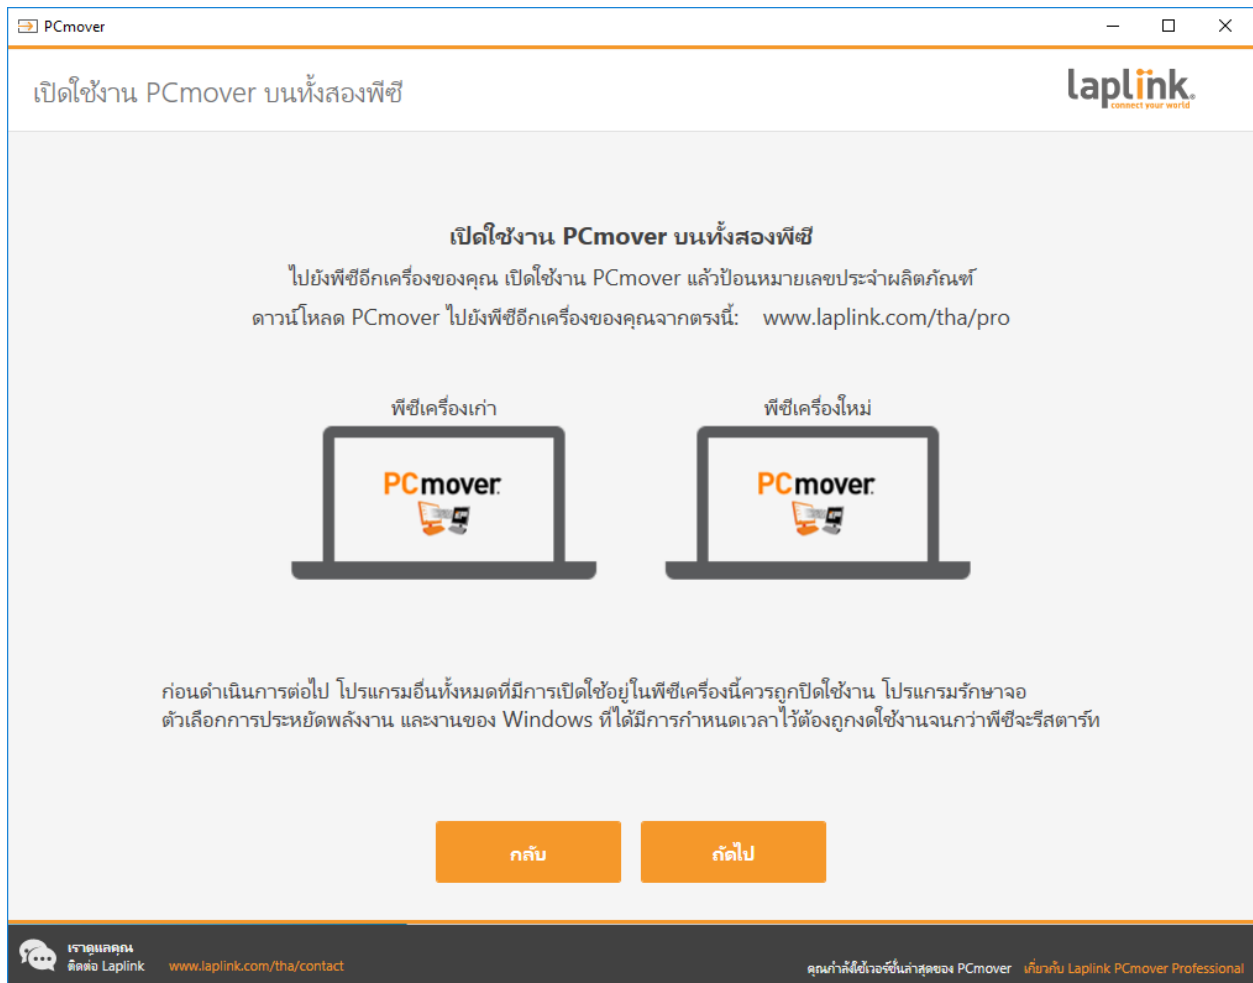 PCmover
เปิดใช้งาน PCmover บนทั้งสองพีซี
laplink®
connect your world
เปิดใช้งาน PCmover บนทั้งสองพีซี
ไปยังพีซีอีกเครื่องของคุณ เปิดใช้งาน PCmover แล้วป้อนหมายเลขประจำผลิตภัณฑ์
ดาวน์โหลด PCmover ไปยังพีซีอีกเครื่องของคุณจากตรงนี้: www.laplink.com/tha/pro
พีซีเครื่องเก่า
พีซีเครื่องใหม่
PCmover
PCmover
ก่อนดำเนินการต่อไป โปรแกรมอื่นทั้งหมดที่มีการเปิดใช้อยู่ในพีซีเครื่องนี้ควรถูกปิดใช้งาน โปรแกรมรักษาจอ
ตัวเลือกการประหยัดพลังงาน และงานของ Windows ที่ได้มีการกำหนดเวลาไว้ต้องถูกงดใช้งานจนกว่าพีซีจะรีสตาร์ท
กลับ
ถัดไป
เราดูแลคุณ
ติดต่อ Laplink www.laplink.com/tha/contact
คุณกำลังใช้เวอร์ชั่นล่าสุดของ PCmover เกี่ยวกับ Laplink PCmover Professional